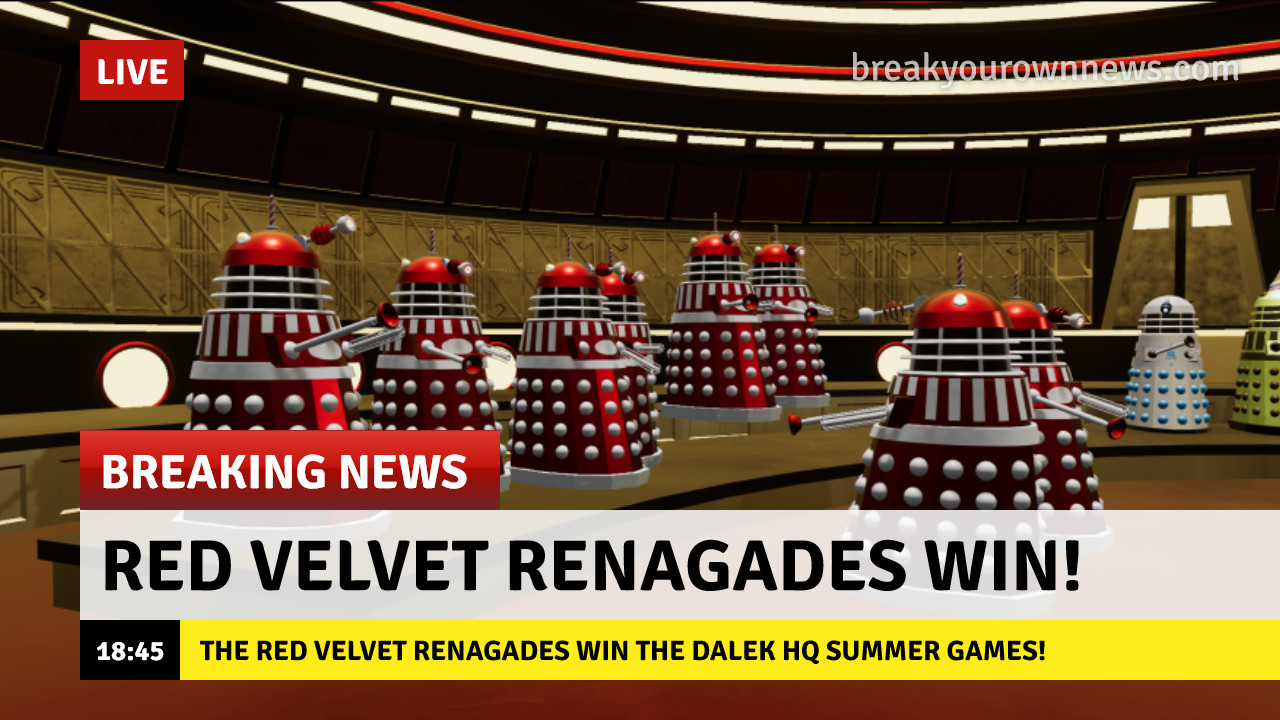 LIVE
breakyourownnews.com
BREAKING NEWS
RED VELVET RENAGADES WIN!
18:45 THE RED VELVET RENAGADES WIN THE DALEK HQ SUMMER GAMES!